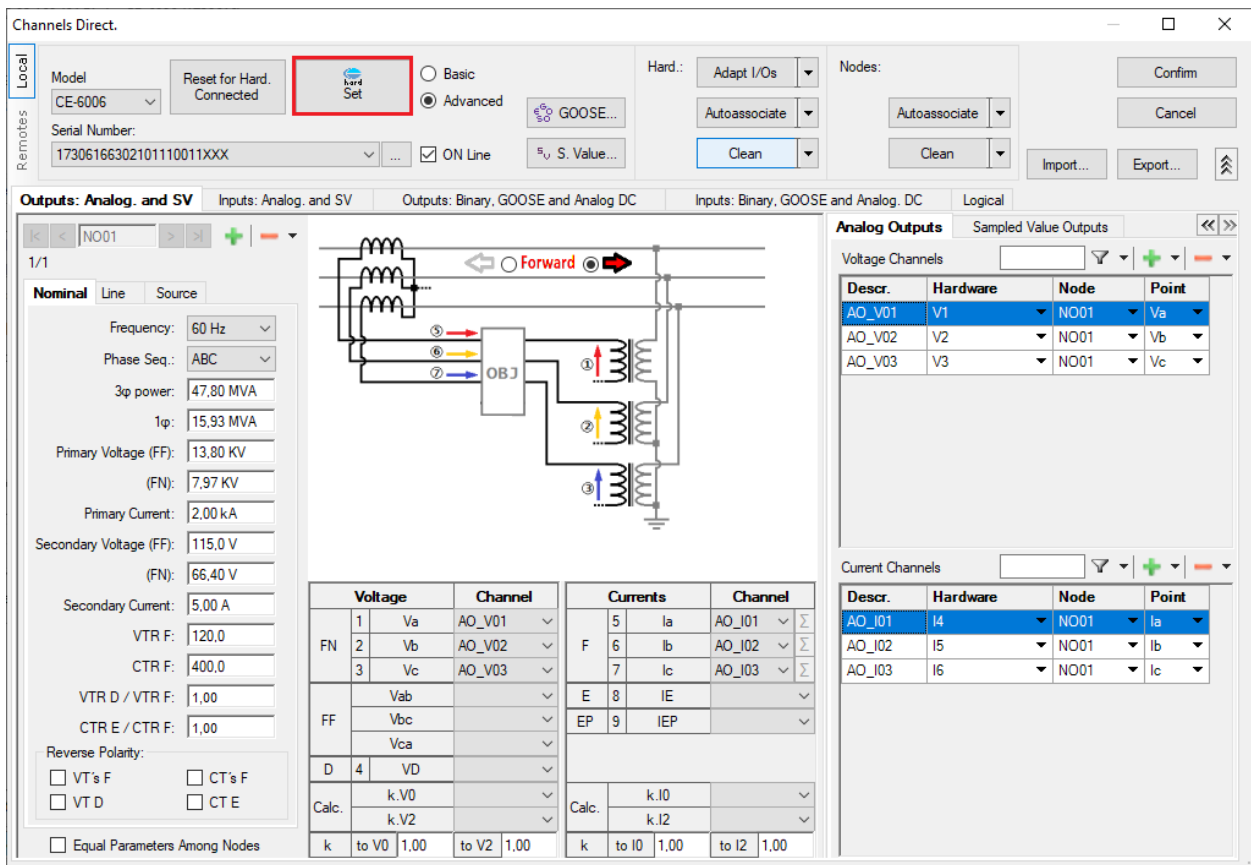 Channels Direct.
Local
Remotes
Model
CE-6006
Reset for Hard.
Connected
hard
Set
Basic
Advanced
Serial Number:
17306166302101110011XXX
...
ON Line
GOOSE...
S. Value...
Hard.:
Adapt I/Os
Autoassociate
Clean
Nodes:
Autoassociate
Clean
Confirm
Cancel
Import...
Export...
Outputs: Analog. and SV
Inputs: Analog. and SV
Outputs: Binary, GOOSE and Analog DC
Inputs: Binary, GOOSE and Analog. DC
Logical
NO01
1/1
Nominal Line Source
Frequency: 60 Hz
Phase Seq.: ABC
3φ power: 47,80 MVA
1φ: 15,93 MVA
Primary Voltage (FF): 13,80 KV
(FN): 7,97 KV
Primary Current: 2,00 kA
Secondary Voltage (FF): 115,0 V
(FN): 66,40 V
Secondary Current: 5,00 A
VTR F: 120,0
CTR F: 400,0
VTR D / VTR F: 1,00
CTR E / CTR F: 1,00
Reverse Polarity:
VT´s F CT´s F
VT D CT E
Equal Parameters Among Nodes
Forward
5
6
7
OBJ
1
2
3
Voltage Channel
FN
1 Va AO_V01
2 Vb AO_V02
3 Vc AO_V03
FF
Vab
Vbc
Vca
D 4 VD
Calc.
k.V0
k.V2
k to V0 1,00 to V2 1,00
Currents Channel
F
5 Ia AO_I01 Σ
6 Ib AO_I02 Σ
7 Ic AO_I03 Σ
E 8 IE
EP 9 IEP
Calc.
k.I0
k.I2
k to I0 1,00 to I2 1,00
Analog Outputs Sampled Value Outputs
Voltage Channels
Descr. Hardware Node Point
AO_V01 V1 NO01 Va
AO_V02 V2 NO01 Vb
AO_V03 V3 NO01 Vc
Current Channels
Descr. Hardware Node Point
AO_I01 I4 NO01 Ia
AO_I02 I5 NO01 Ib
AO_I03 I6 NO01 Ic